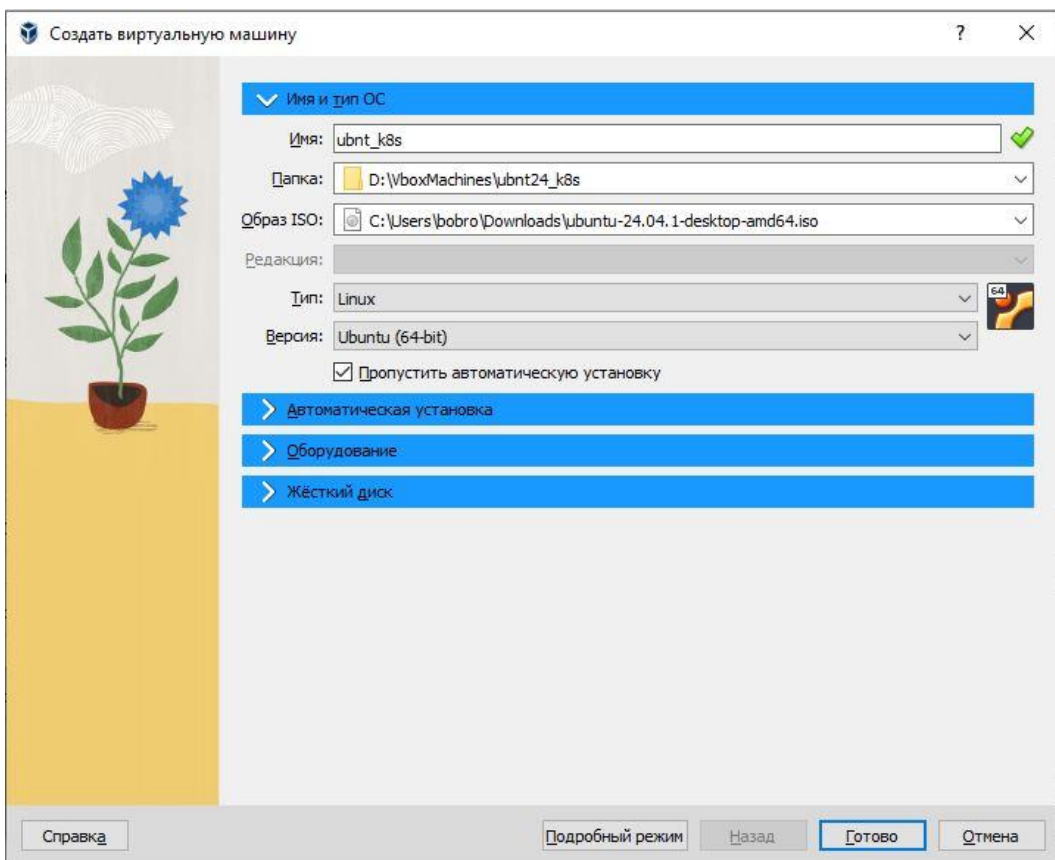 Создать виртуальную машину ?
Имя и тип ОС
Имя: ubnt_k8s
Папка: D:\VboxMachines\ubnt24_k8s
Образ ISO: C:\Users\bobro\Downloads\ubuntu-24.04.1-desktop-amd64.iso
Редакция:
Тип: Linux
64
Версия: Ubuntu (64-bit)
Пропустить автоматическую установку
Автоматическая установка
Оборудование
Жёсткий диск
Справка Подробный режим Назад Готово Отмена